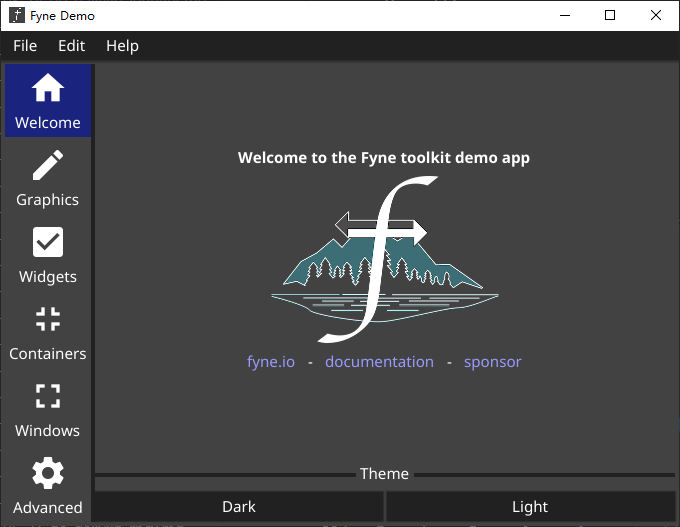 Fyne Demo
File Edit Help
Welcome
Graphics
Widgets
Containers
Windows
Advanced
Welcome to the Fyne toolkit demo app
fyne.io - documentation - sponsor
Theme
Dark Light